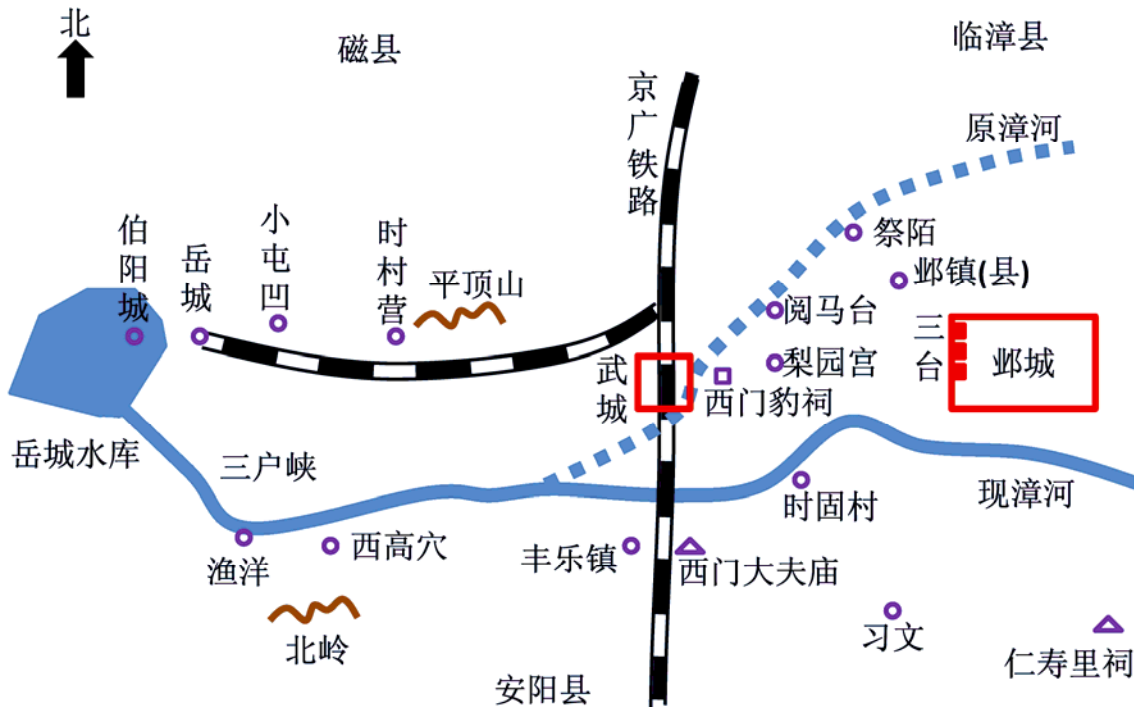 北
磁县
临漳县
京广铁路
原漳河
祭陌
邺镇(县)
伯阳城
岳城
小屯凹
时村营
平顶山
阅马台
三台
邺城
武城
梨园宫
西门豹祠
岳城水库
三户峡
时固村
现漳河
渔洋
西高穴
丰乐镇
西门大夫庙
北岭
习文
仁寿里祠
安阳县